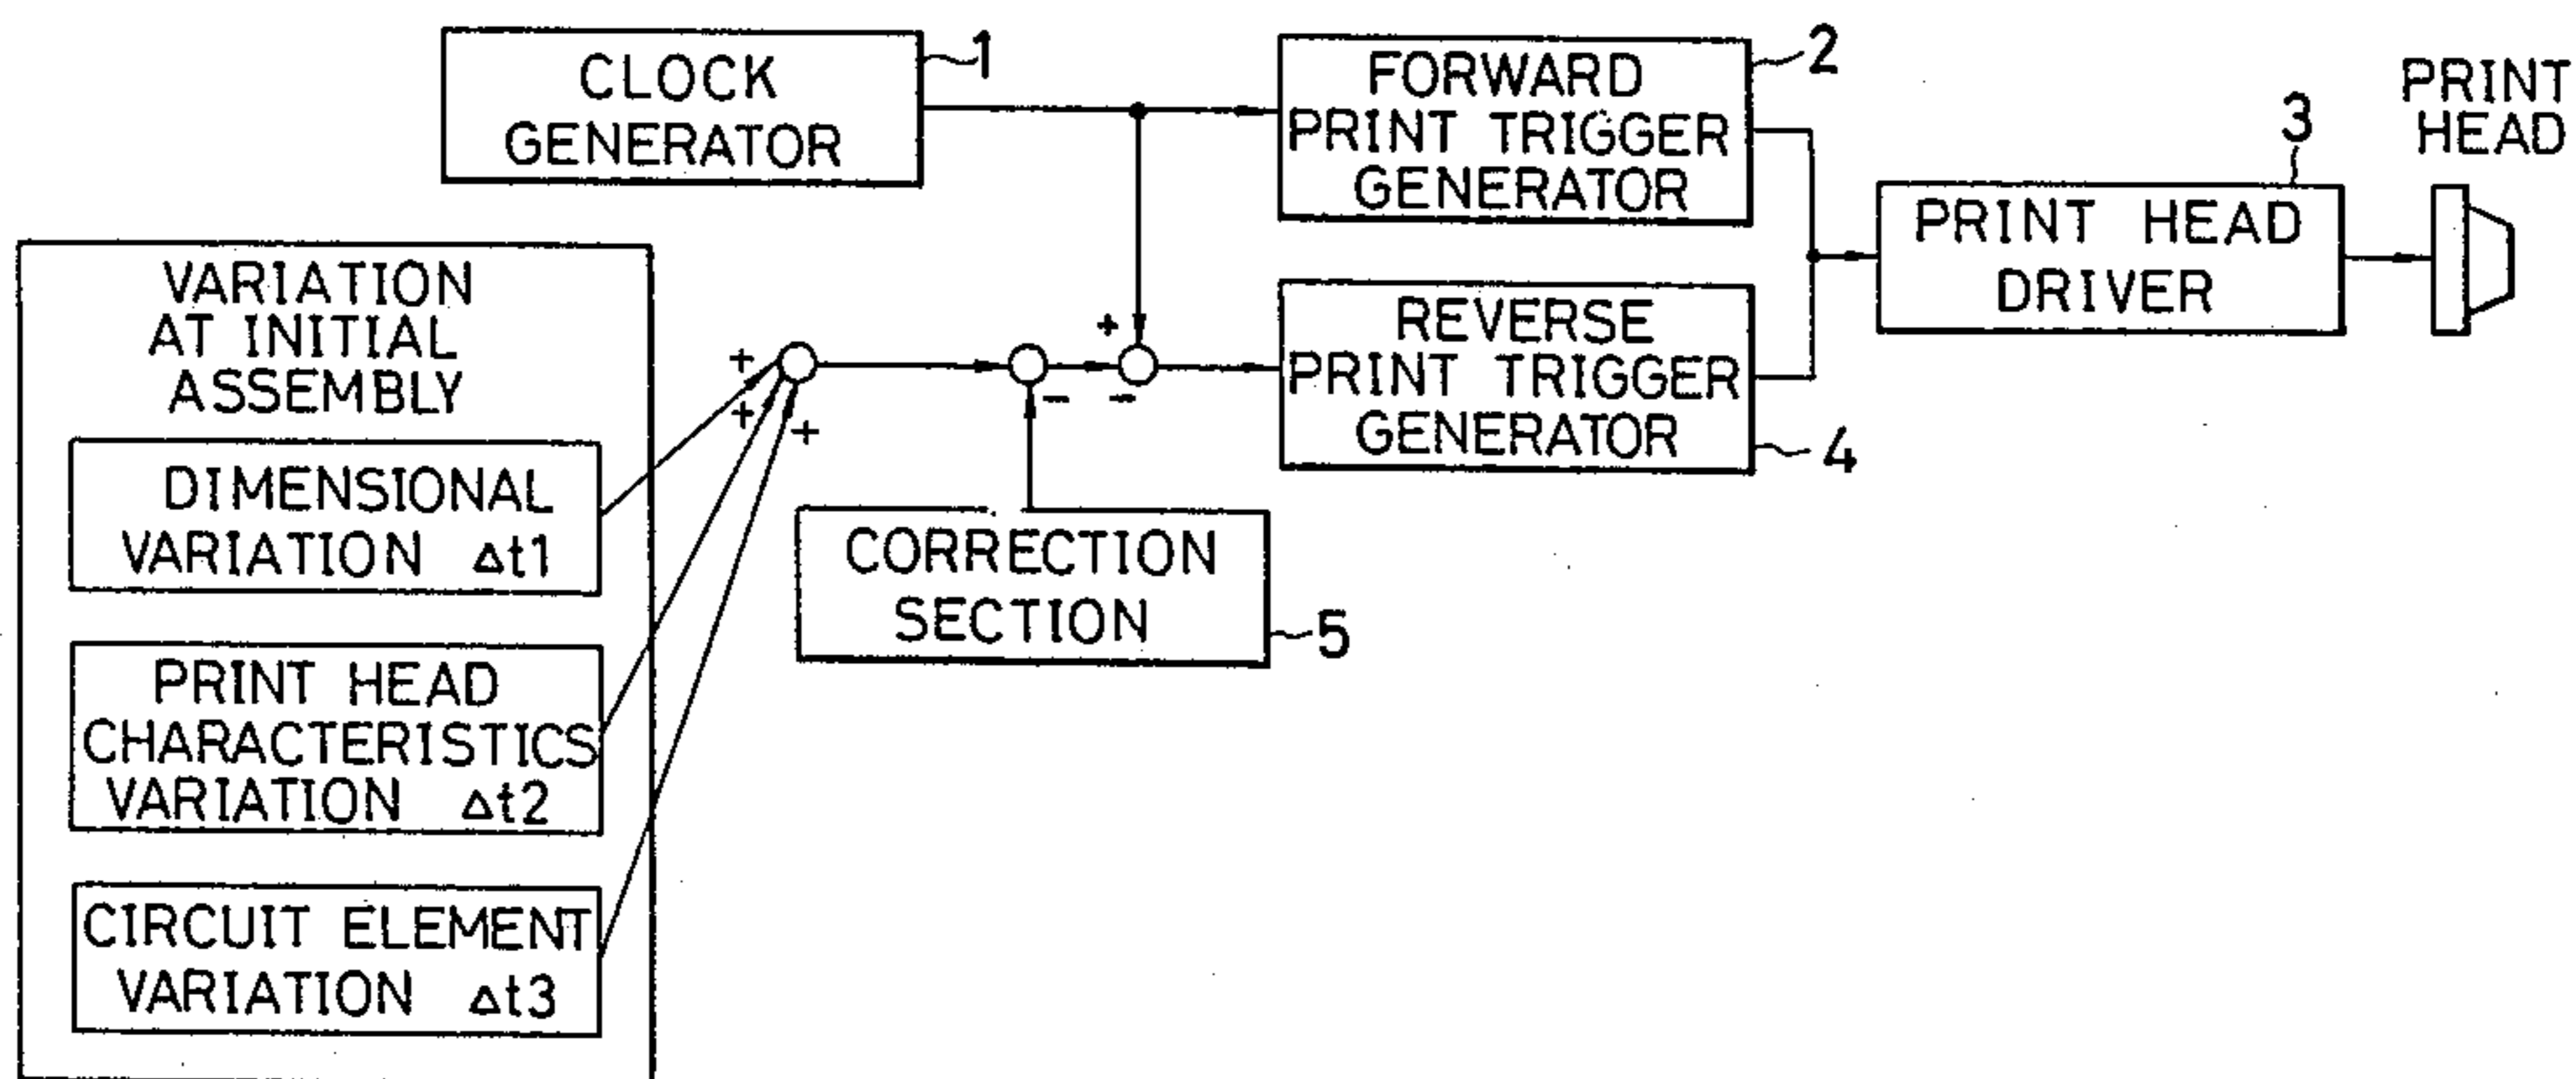 CLOCK
GENERATOR
1
FORWARD
PRINT TRIGGER
GENERATOR
2
PRINT
HEAD
3
PRINT HEAD
DRIVER
VARIATION
AT INITIAL
ASSEMBLY
+
+
+
+
-
-
REVERSE
PRINT TRIGGER
GENERATOR
4
DIMENSIONAL
VARIATION Δt1
CORRECTION
SECTION
5
PRINT HEAD
CHARACTERISTICS
VARIATION Δt2
CIRCUIT ELEMENT
VARIATION Δt3